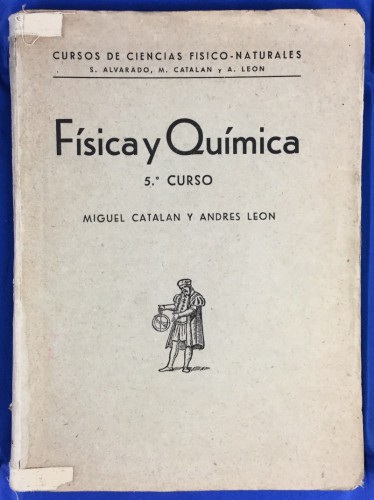 CURSOS DE CIENCIAS FISICO-NATURALES
S. ALVARADO, M. CATALAN y A. LEON
Física y Química
5.º CURSO
MIGUEL CATALAN Y ANDRES LEON